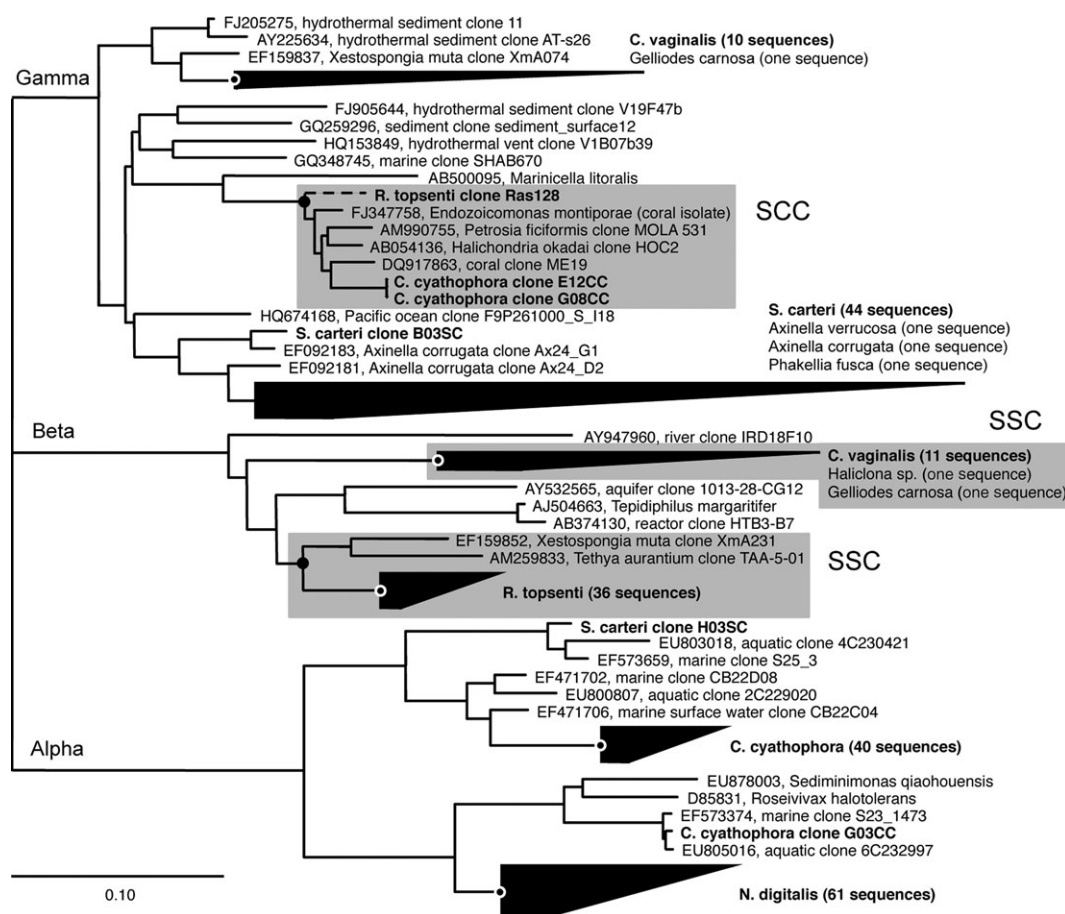 FJ205275, hydrothermal sediment clone 11
AY225634, hydrothermal sediment clone AT-s26
EF159837, Xestospongia muta clone XmA074
C. vaginalis (10 sequences)
Gelliodes carnosa (one sequence)
Gamma
FJ905644, hydrothermal sediment clone V19F47b
GQ259296, sediment clone sediment_surface12
HQ153849, hydrothermal vent clone V1B07b39
GQ348745, marine clone SHAB670
AB500095, Marinicella litoralis
R. topsenti clone Ras128
FJ347758, Endozoicomonas montiporae (coral isolate)
AM990755, Petrosia ficiformis clone MOLA 531
AB054136, Halichondria okadai clone HOC2
DQ917863, coral clone ME19
C. cyathophora clone E12CC
C. cyathophora clone G08CC
SCC
HQ674168, Pacific ocean clone F9P261000_S_I18
S. carteri clone B03SC
EF092183, Axinella corrugata clone Ax24_G1
EF092181, Axinella corrugata clone Ax24_D2
S. carteri (44 sequences)
Axinella verrucosa (one sequence)
Axinella corrugata (one sequence)
Phakellia fusca (one sequence)
Beta
SSC
AY947960, river clone IRD18F10
C. vaginalis (11 sequences)
Haliclona sp. (one sequence)
Gelliodes carnosa (one sequence)
AY532565, aquifer clone 1013-28-CG12
AJ504663, Tepidiphilus margaritifer
AB374130, reactor clone HTB3-B7
EF159852, Xestospongia muta clone XmA231
AM259833, Tethya aurantium clone TAA-5-01
SSC
R. topsenti (36 sequences)
S. carteri clone H03SC
EU803018, aquatic clone 4C230421
EF573659, marine clone S25_3
EF471702, marine clone CB22D08
EU800807, aquatic clone 2C229020
EF471706, marine surface water clone CB22C04
Alpha
C. cyathophora (40 sequences)
EU878003, Sediminimonas qiaohouensis
D85831, Roseivivax halotolerans
EF573374, marine clone S23_1473
C. cyathophora clone G03CC
EU805016, aquatic clone 6C232997
0.10
N. digitalis (61 sequences)